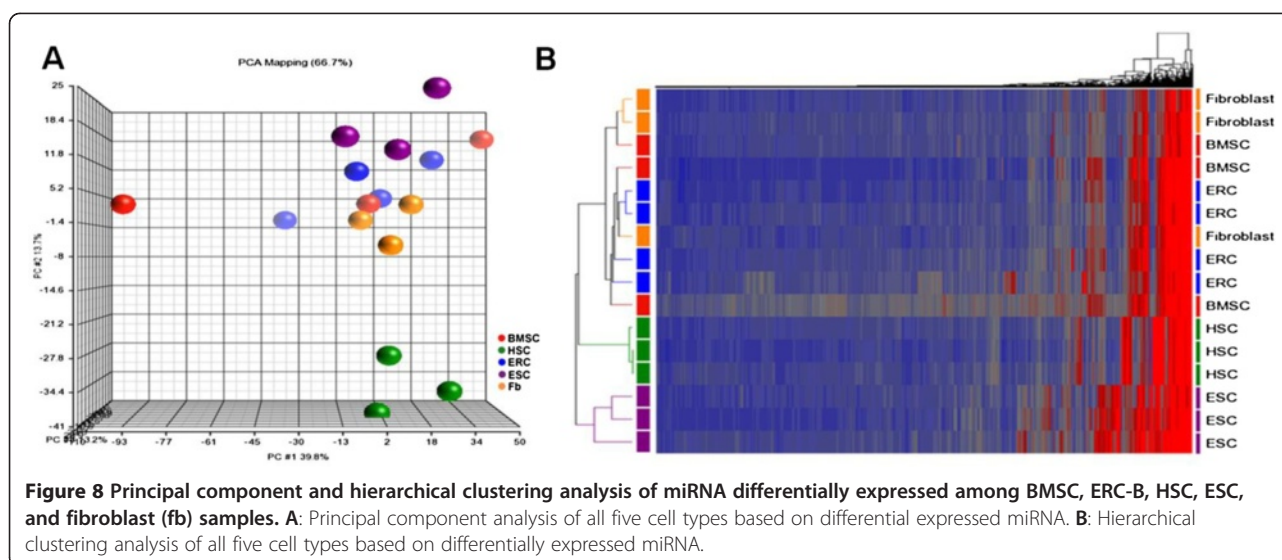 A
PCA Mapping (66.7%)
25
18.4
11.8
5.2
-1.4
-8
-14.6
-21.2
-27.8
-34.4
-41
PC #2 13.7%
-93
-77
-61
-45
-30
-13
2
18
34
50
PC #1 39.8%
BMSC
HSC
ERC
ESC
Fb
B
Fibroblast
Fibroblast
BMSC
BMSC
ERC
ERC
Fibroblast
ERC
ERC
BMSC
HSC
HSC
HSC
ESC
ESC
ESC
Figure 8 Principal component and hierarchical clustering analysis of miRNA differentially expressed among BMSC, ERC-B, HSC, ESC,
and fibroblast (fb) samples. A: Principal component analysis of all five cell types based on differential expressed miRNA. B: Hierarchical
clustering analysis of all five cell types based on differentially expressed miRNA.